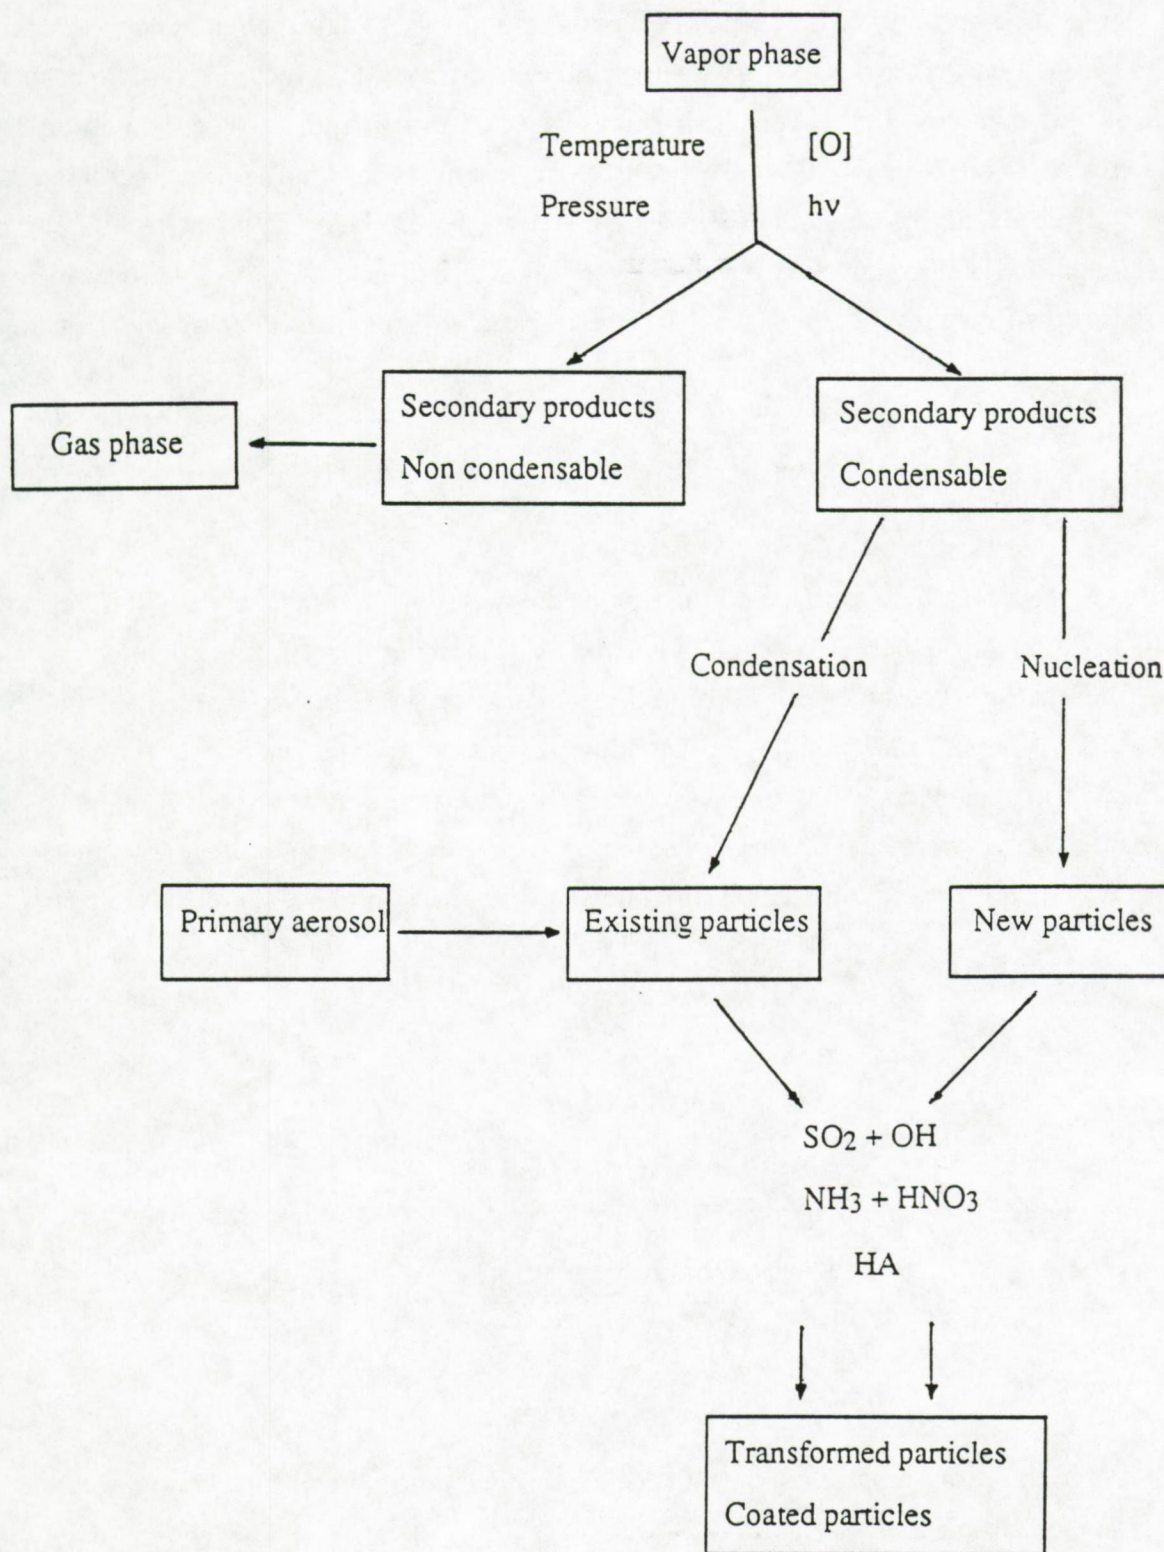 Vapor phase
Temperature [O]
Pressure hν
Secondary products
Non condensable
Secondary products
Condensable
Gas phase
Condensation
Nucleation
Primary aerosol
Existing particles
New particles
SO2 + OH
NH3 + HNO3
HA
Transformed particles
Coated particles